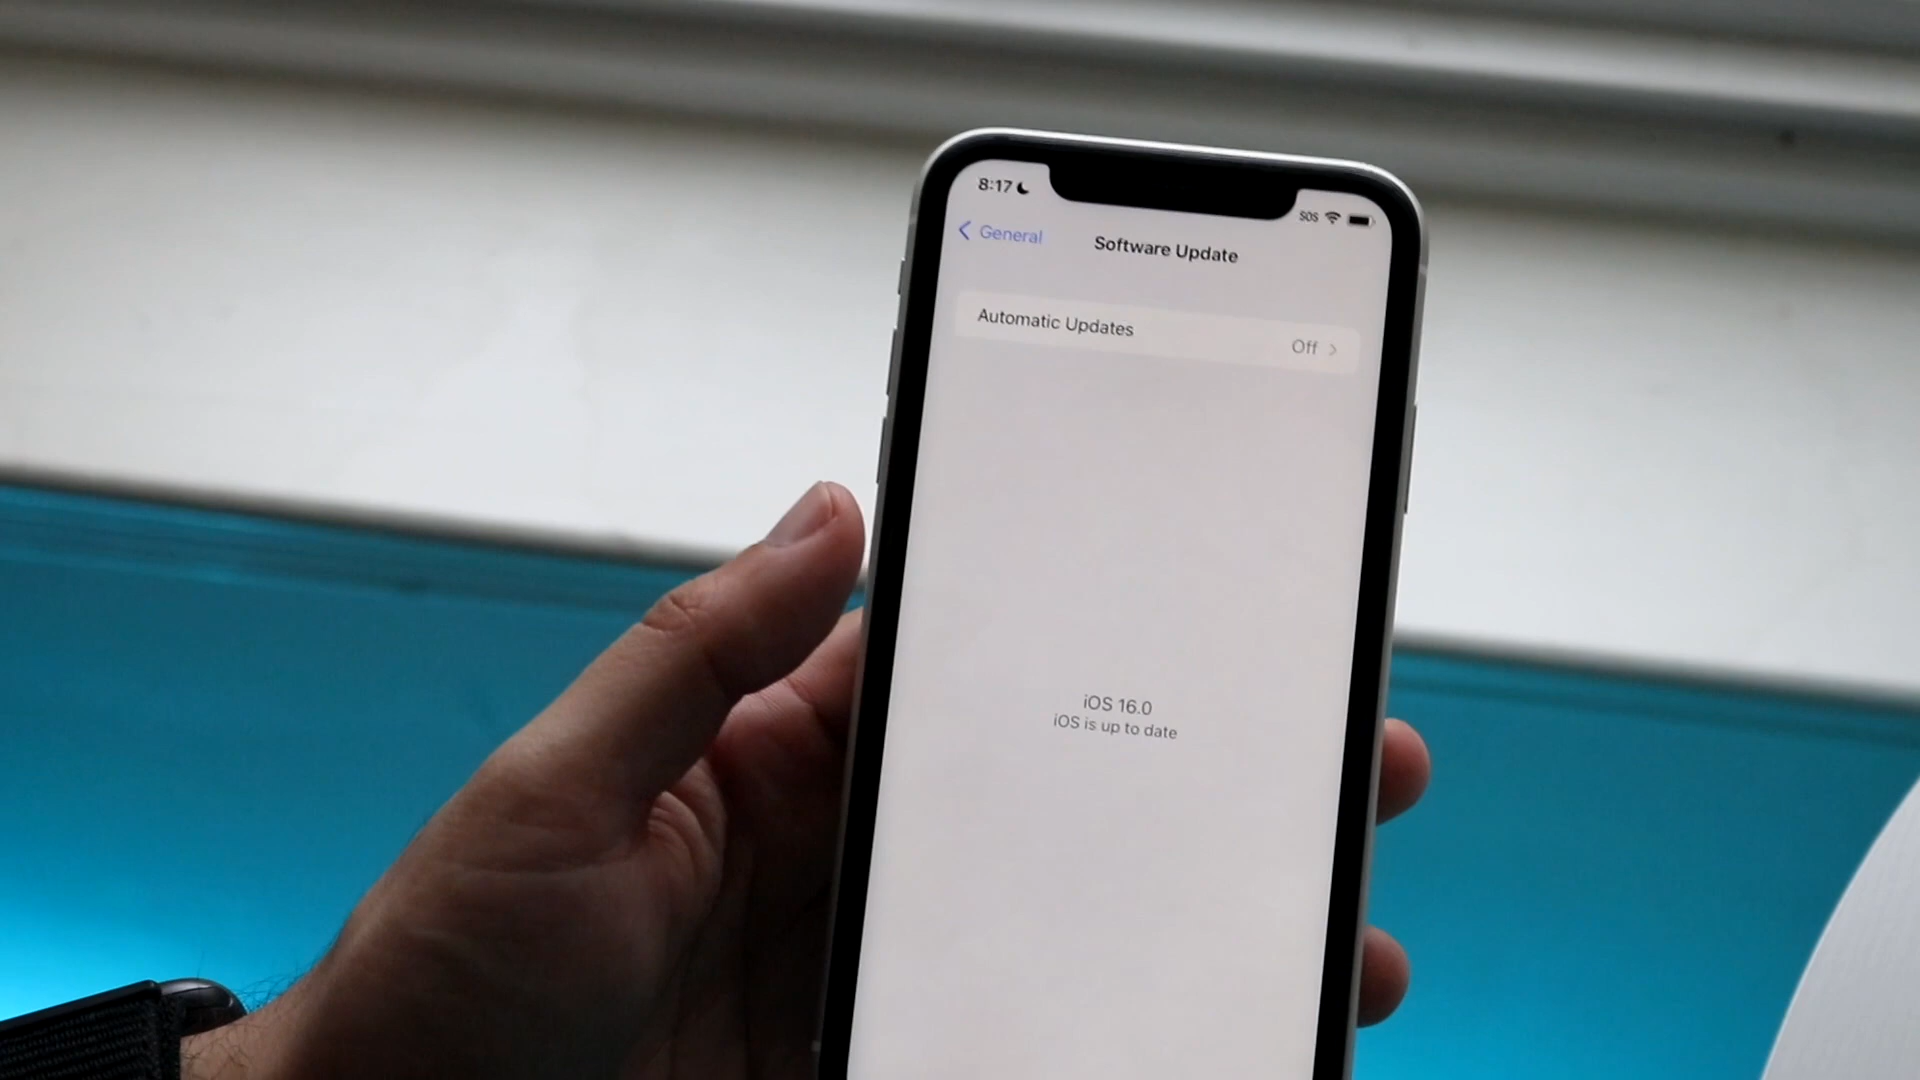 8:17
SOS
General
Software Update
Automatic Updates
Off
iOS 16.0
iOS is up to date